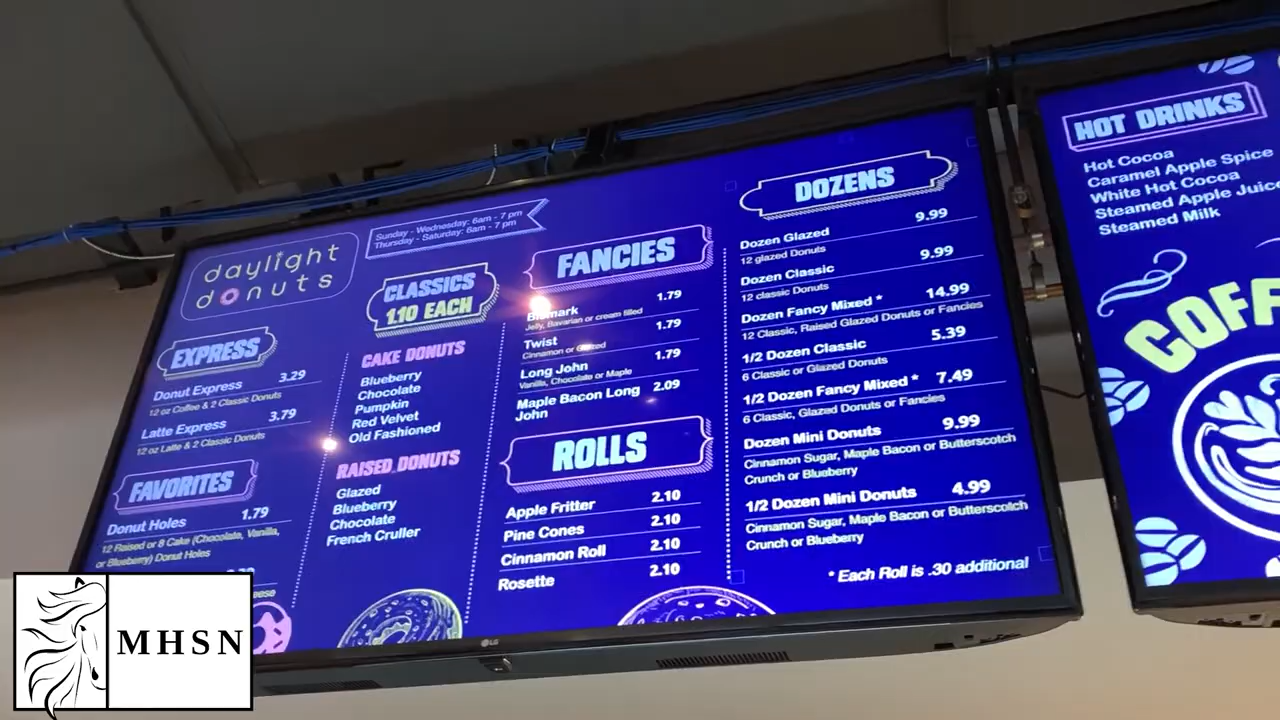 daylight
donuts
Sunday - Wednesday: 6am - 7 pm
Thursday - Saturday: 6am - 7 pm
EXPRESS
Donut Express 3.29
12 oz Coffee & 2 Classic Donuts
Latte Express 3.79
12 oz Latte & 2 Classic Donuts
FAVORITES
Donut Holes 1.79
12 Raised or 8 Cake (Chocolate, Vanilla,
or Blueberry) Donut Holes
CLASSICS
1.10 EACH
CAKE DONUTS
Blueberry
Chocolate
Pumpkin
Red Velvet
Old Fashioned
RAISED DONUTS
Glazed
Blueberry
Chocolate
French Cruller
FANCIES
Bismark 1.79
Jelly, Bavarian or cream filled
Twist 1.79
Cinnamon or Glazed
Long John 1.79
Vanilla, Chocolate or Maple
Maple Bacon Long 2.09
John
ROLLS
Apple Fritter 2.10
Pine Cones 2.10
Cinnamon Roll 2.10
Rosette 2.10
DOZENS
Dozen Glazed 9.99
12 glazed Donuts
Dozen Classic 9.99
12 classic Donuts
Dozen Fancy Mixed * 14.99
12 Classic, Raised Glazed Donuts or Fancies
1/2 Dozen Classic 5.39
6 Classic or Glazed Donuts
1/2 Dozen Fancy Mixed * 7.49
6 Classic, Glazed Donuts or Fancies
Dozen Mini Donuts 9.99
Cinnamon Sugar, Maple Bacon or Butterscotch
Crunch or Blueberry
1/2 Dozen Mini Donuts 4.99
Cinnamon Sugar, Maple Bacon or Butterscotch
Crunch or Blueberry
* Each Roll is .30 additional
LG
HOT DRINKS
Hot Cocoa
Caramel Apple Spice
White Hot Cocoa
Steamed Apple Juice
Steamed Milk
COFF
MHSN